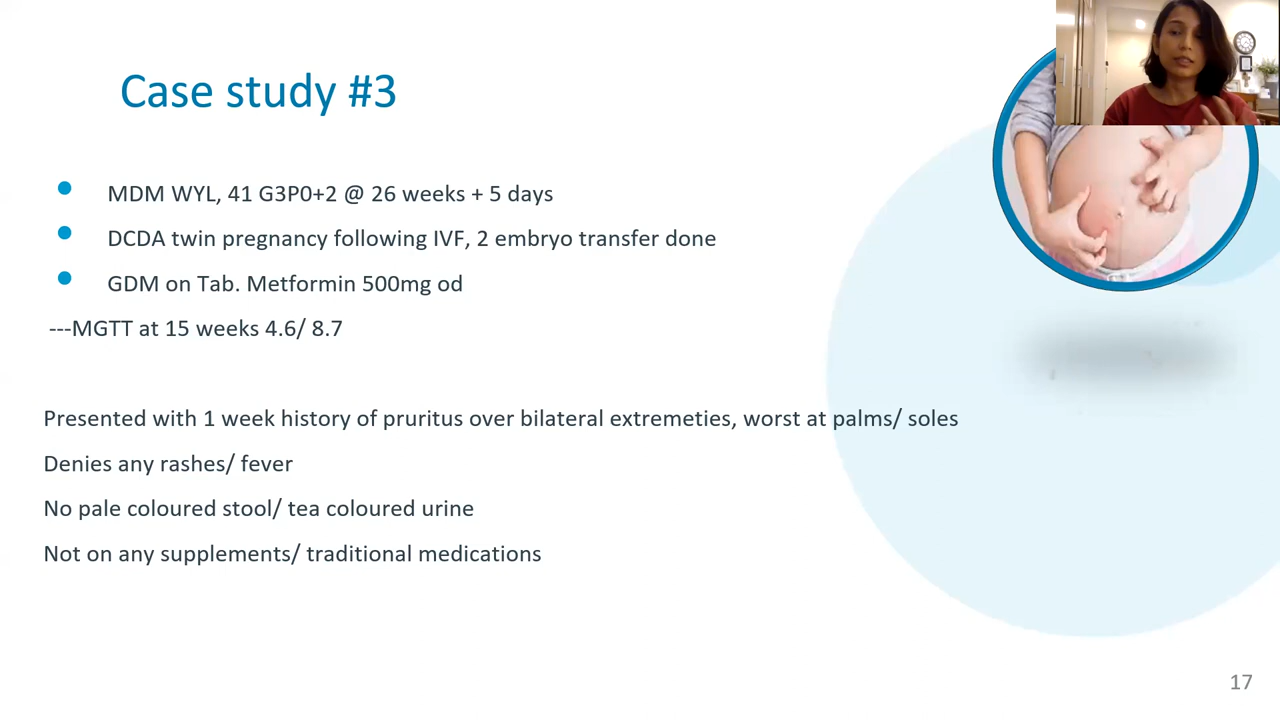 Case study #3
MDM WYL, 41 G3P0+2 @ 26 weeks + 5 days
DCDA twin pregnancy following IVF, 2 embryo transfer done
GDM on Tab. Metformin 500mg od
---MGTT at 15 weeks 4.6/ 8.7
Presented with 1 week history of pruritus over bilateral extremeties, worst at palms/ soles
Denies any rashes/ fever
No pale coloured stool/ tea coloured urine
Not on any supplements/ traditional medications
17